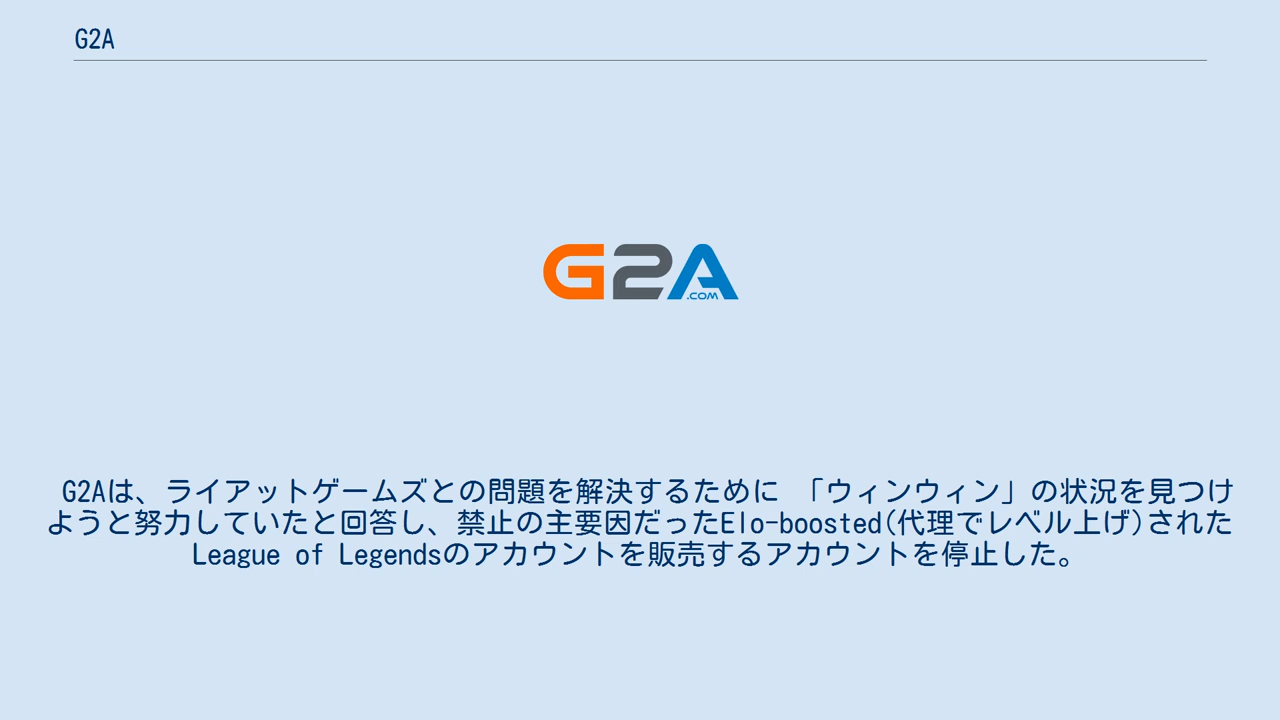 G2A
G2A
.COM
G2Aは、ライアットゲームズとの問題を解決するために 「ウィンウィン」の状況を見つけ
ようと努力していたと回答し、禁止の主要因だったElo-boosted(代理でレベル上げ)された
League of Legendsのアカウントを販売するアカウントを停止した。